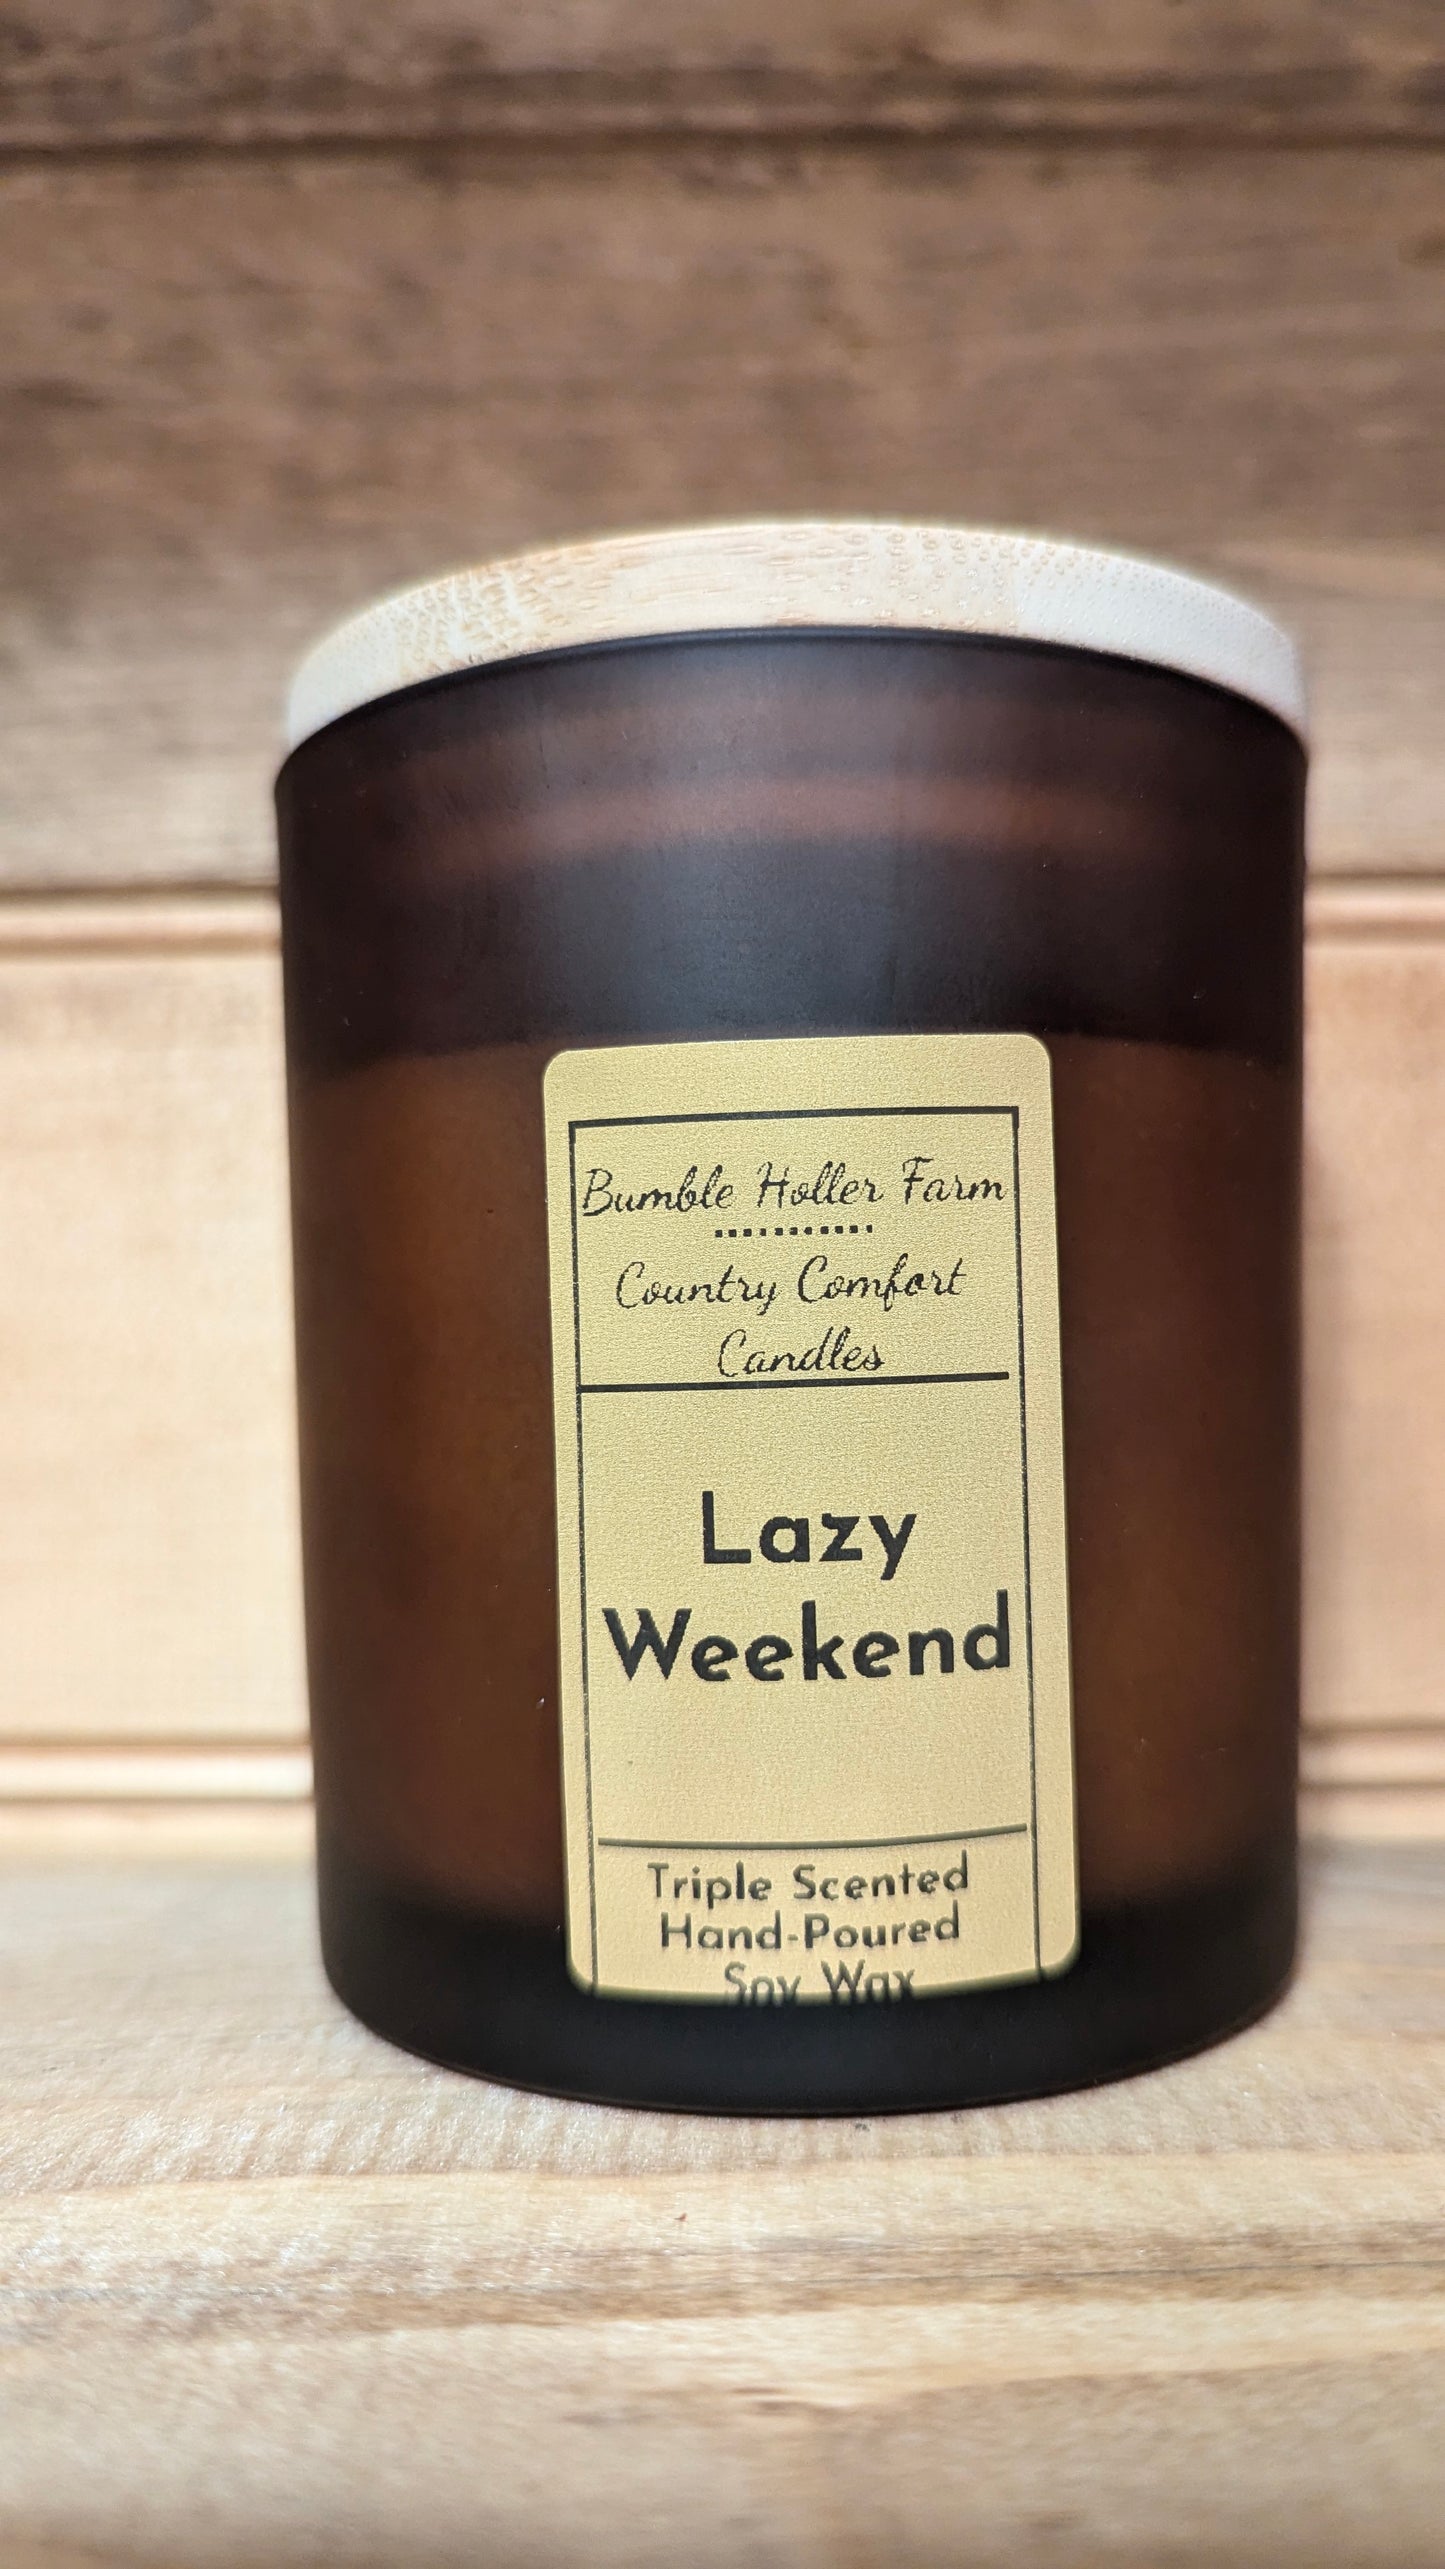 Bumble Holler Farm
Country Comfort
Candles
Lazy
Weekend
Triple Scented
Hand-Poured
Soy Wax